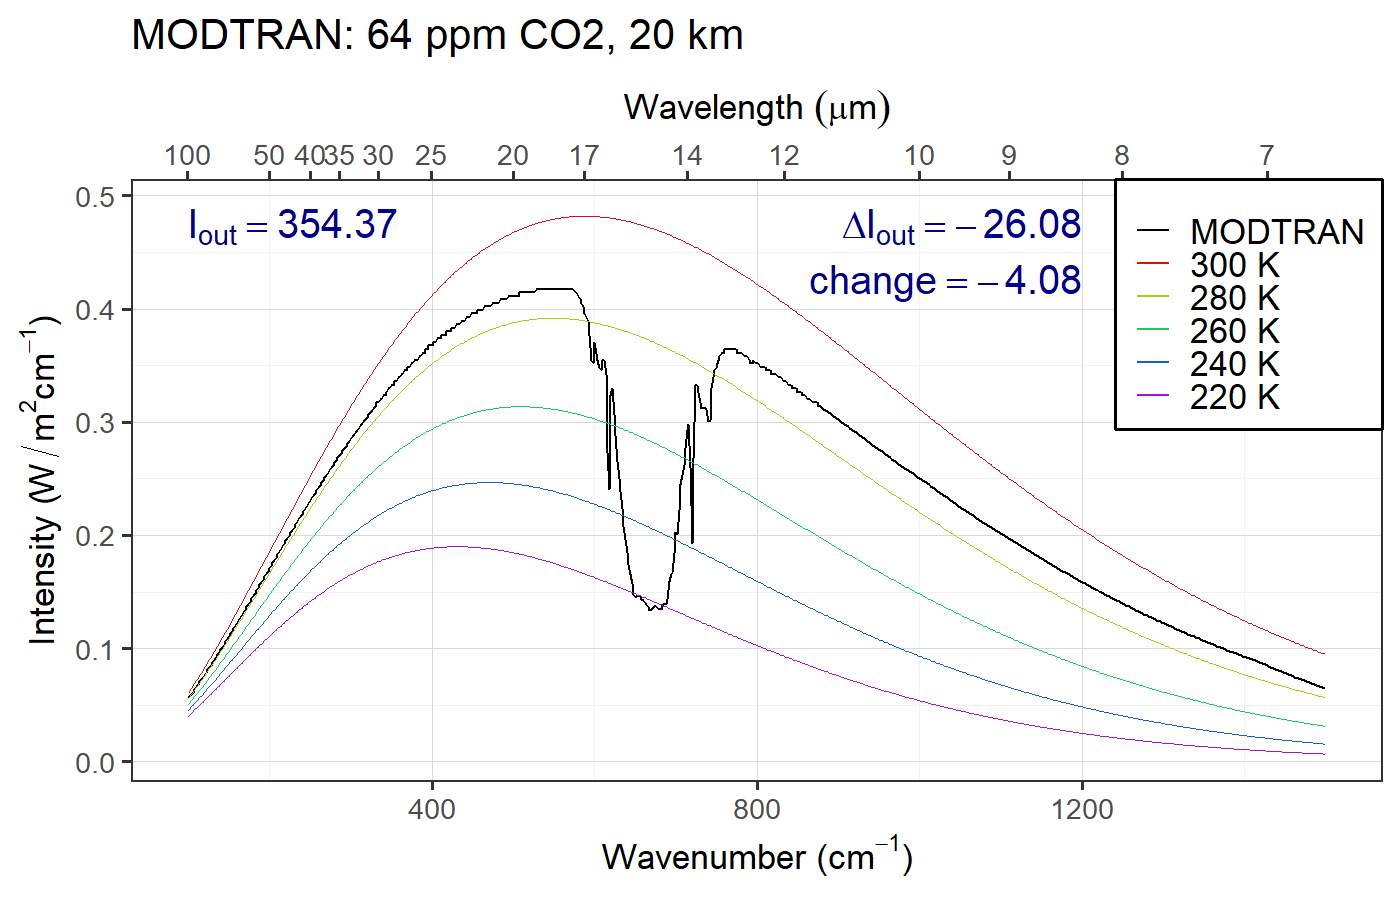 MODTRAN: 64 ppm CO2, 20 km
Wavelength (μm)
100 50 40 35 30 25 20 17 14 12 10 9 8 7
I_out = 354.37
ΔI_out = − 26.08
change = − 4.08
MODTRAN
300 K
280 K
260 K
240 K
220 K
0.5
0.4
0.3
0.2
0.1
0.0
Intensity (W / m²cm⁻¹)
400 800 1200
Wavenumber (cm⁻¹)